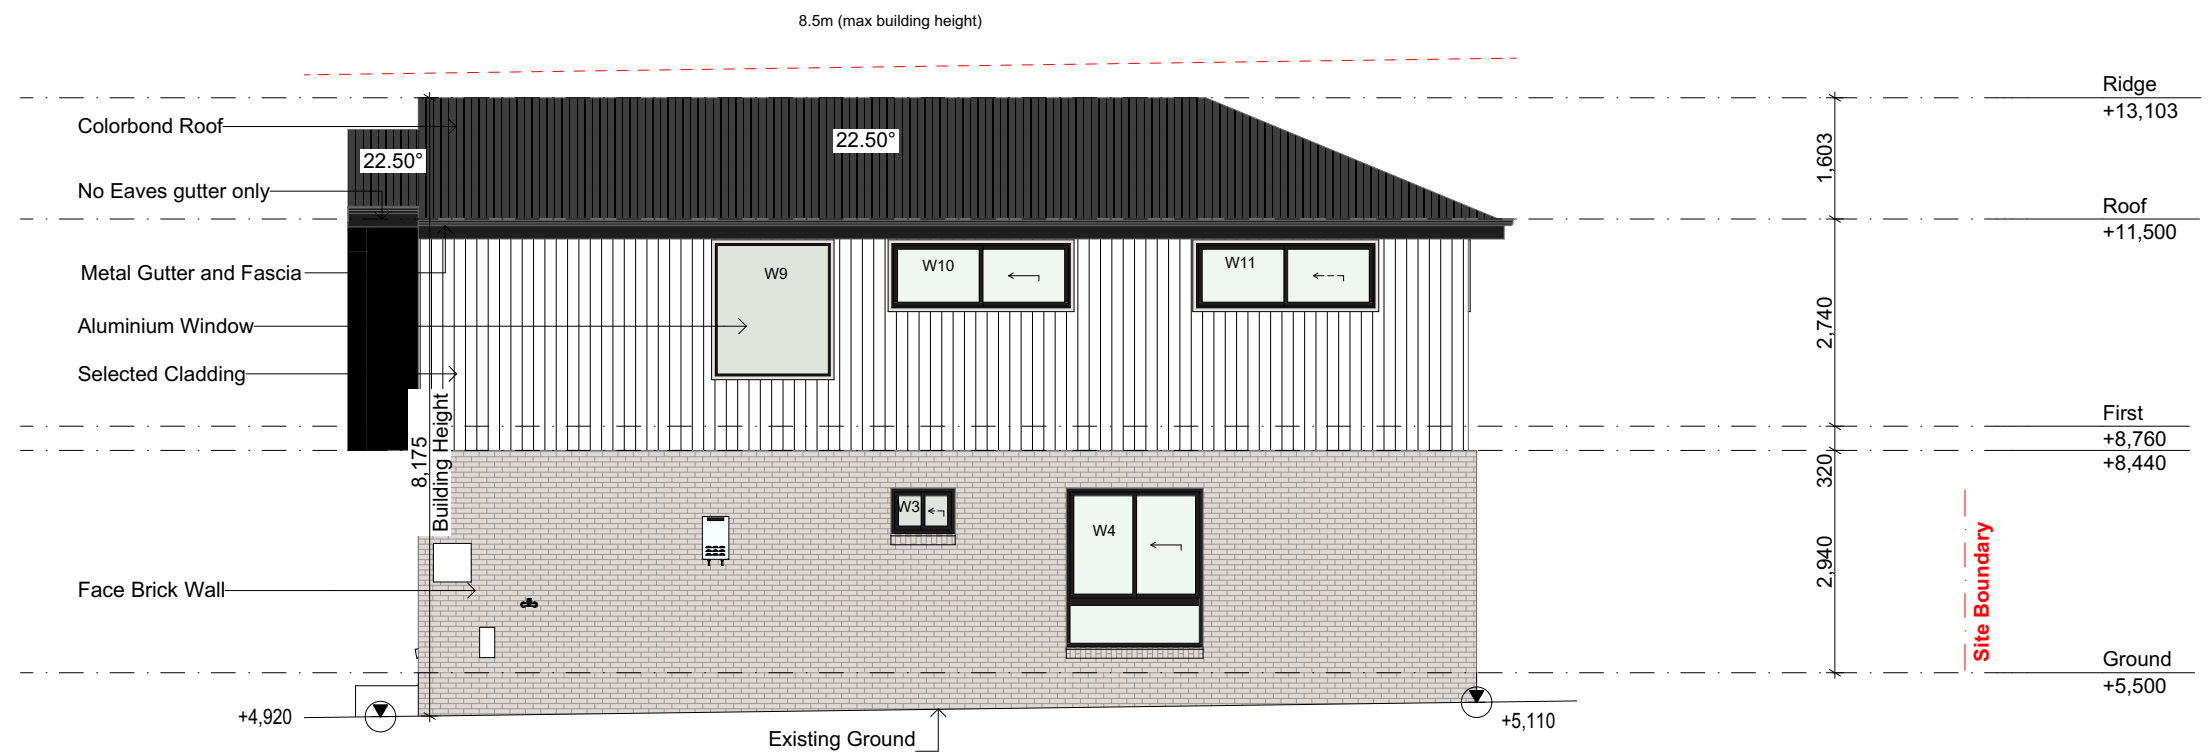 8.5m (max building height)
Ridge
+13,103
Colorbond Roof
22.50°
22.50°
1,603
No Eaves gutter only
Roof
+11,500
Metal Gutter and Fascia
W9
W10
W11
Aluminium Window
2,740
Selected Cladding
First
+8,760
8,175
Building Height
320
+8,440
W3
W4
2,940
Site Boundary
Face Brick Wall
Ground
+5,500
+4,920
+5,110
Existing Ground